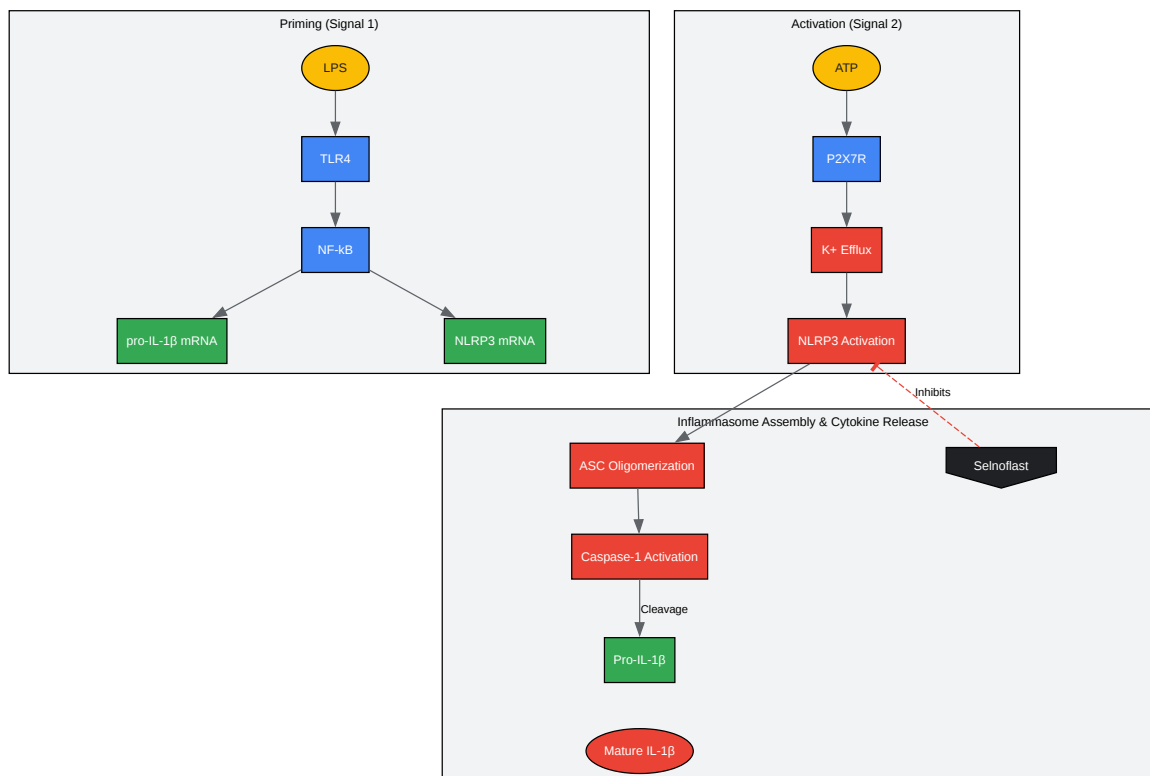 Priming (Signal 1)
LPS
TLR4
NF-kB
pro-IL-1β mRNA
NLRP3 mRNA
Activation (Signal 2)
ATP
P2X7R
K+ Efflux
NLRP3 Activation
Inhibits
Inflammasome Assembly & Cytokine Release
ASC Oligomerization
Selnoflast
Caspase-1 Activation
Cleavage
Pro-IL-1β
Mature IL-1β